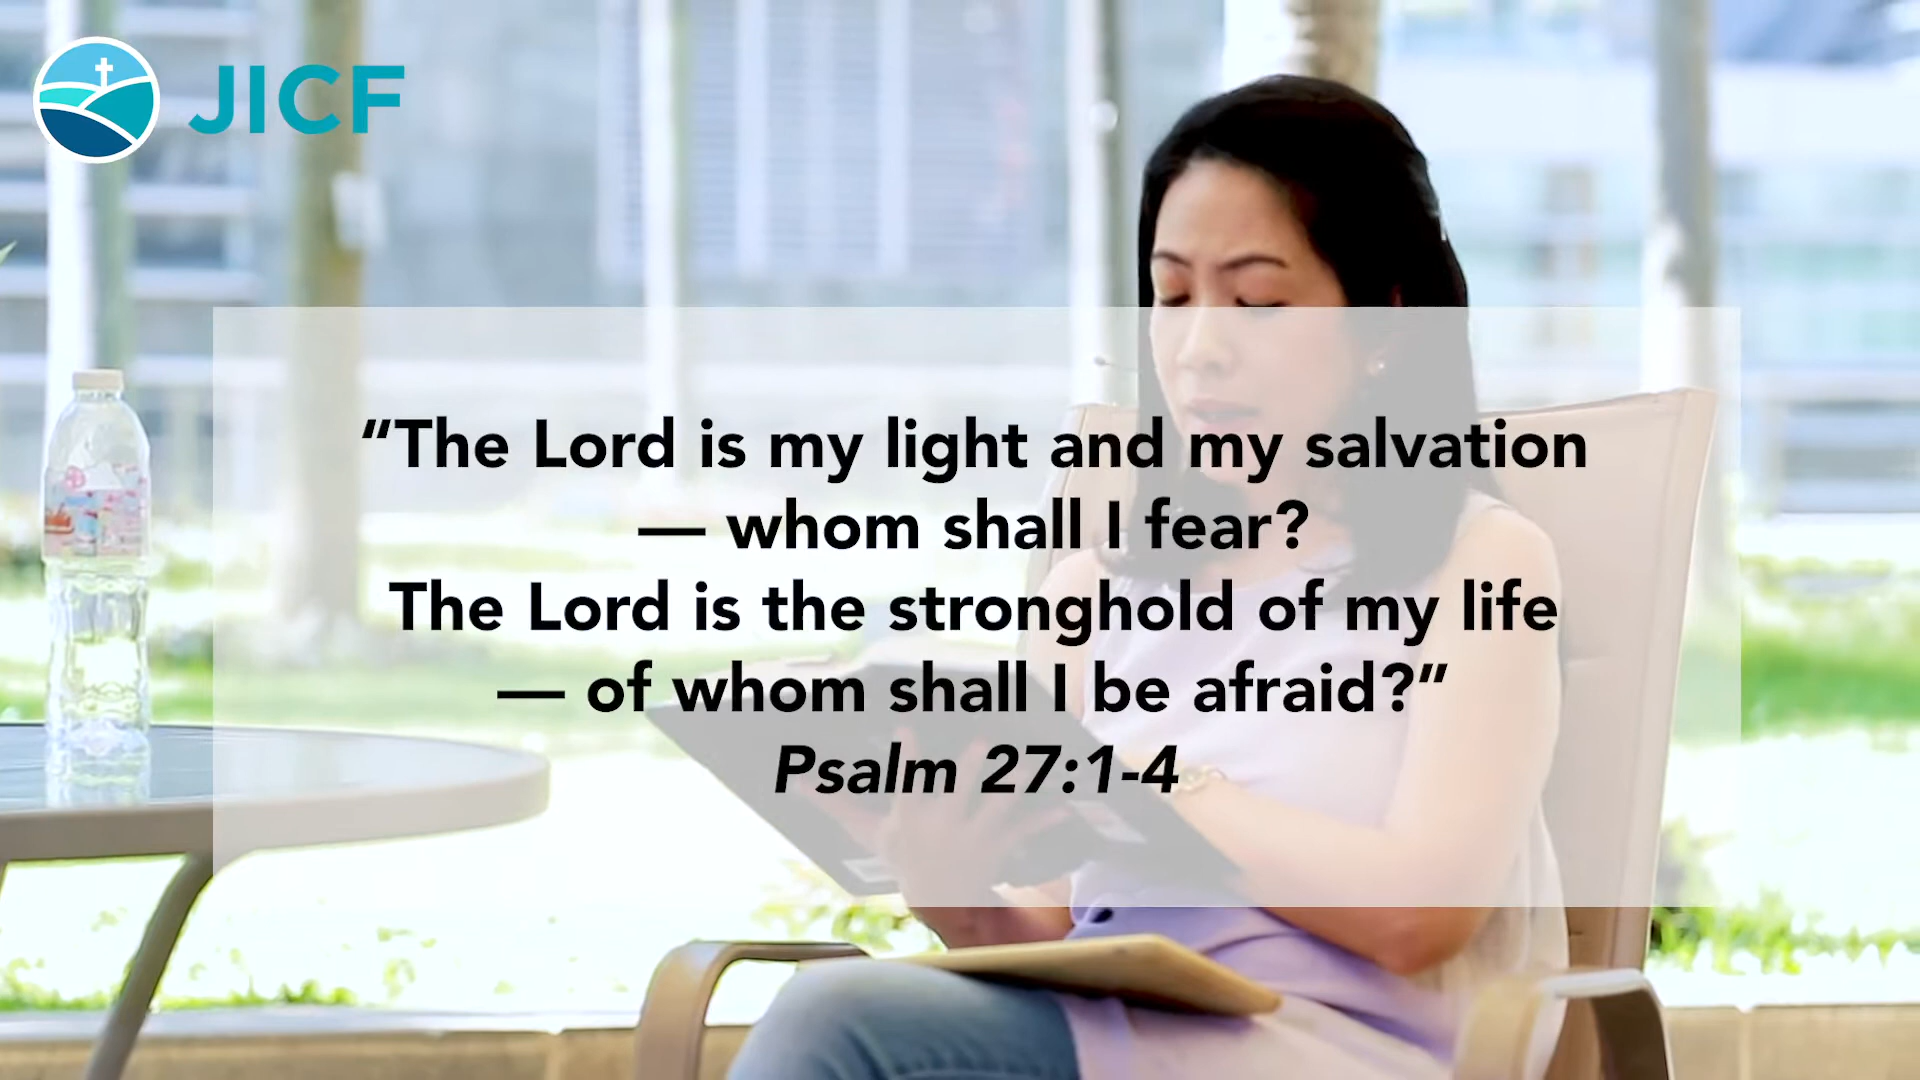 JICF
“The Lord is my light and my salvation
— whom shall I fear?
The Lord is the stronghold of my life
— of whom shall I be afraid?”
Psalm 27:1-4